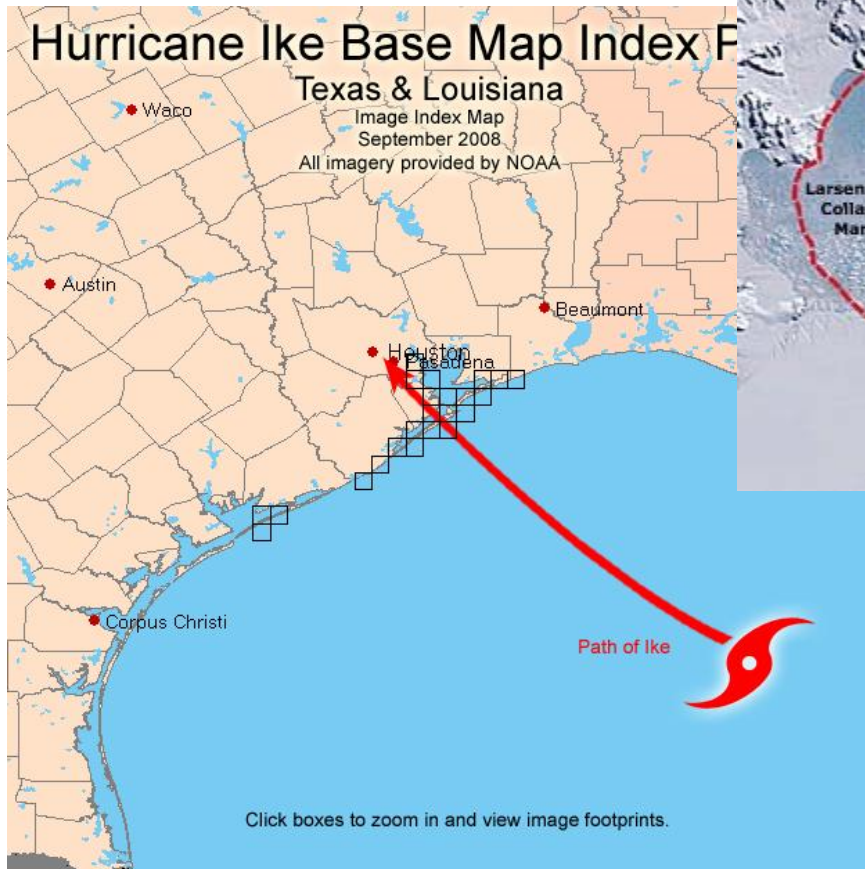 Hurricane Ike Base Map Index P
Texas & Louisiana
Image Index Map
September 2008
All imagery provided by NOAA
Waco
Larsen
Colla
Mar
Austin
Beaumont
Houston
Pasadena
Path of Ike
Corpus Christi
Click boxes to zoom in and view image footprints.